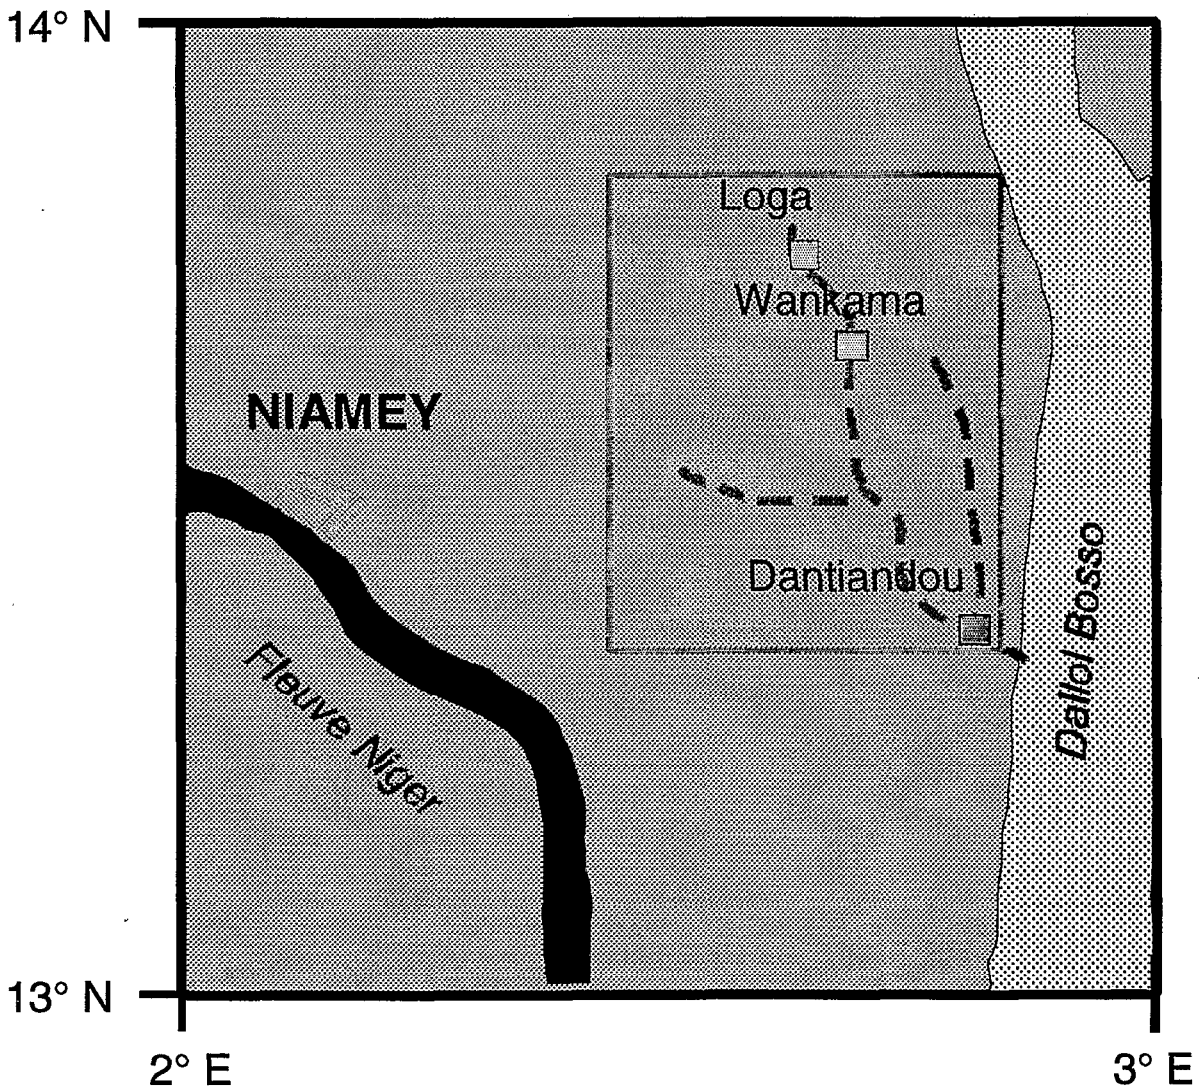 14° N
Loga
Wankama
NIAMEY
Dantiandou
Dallol Bosso
Fleuve Niger
13° N
2° E
3° E